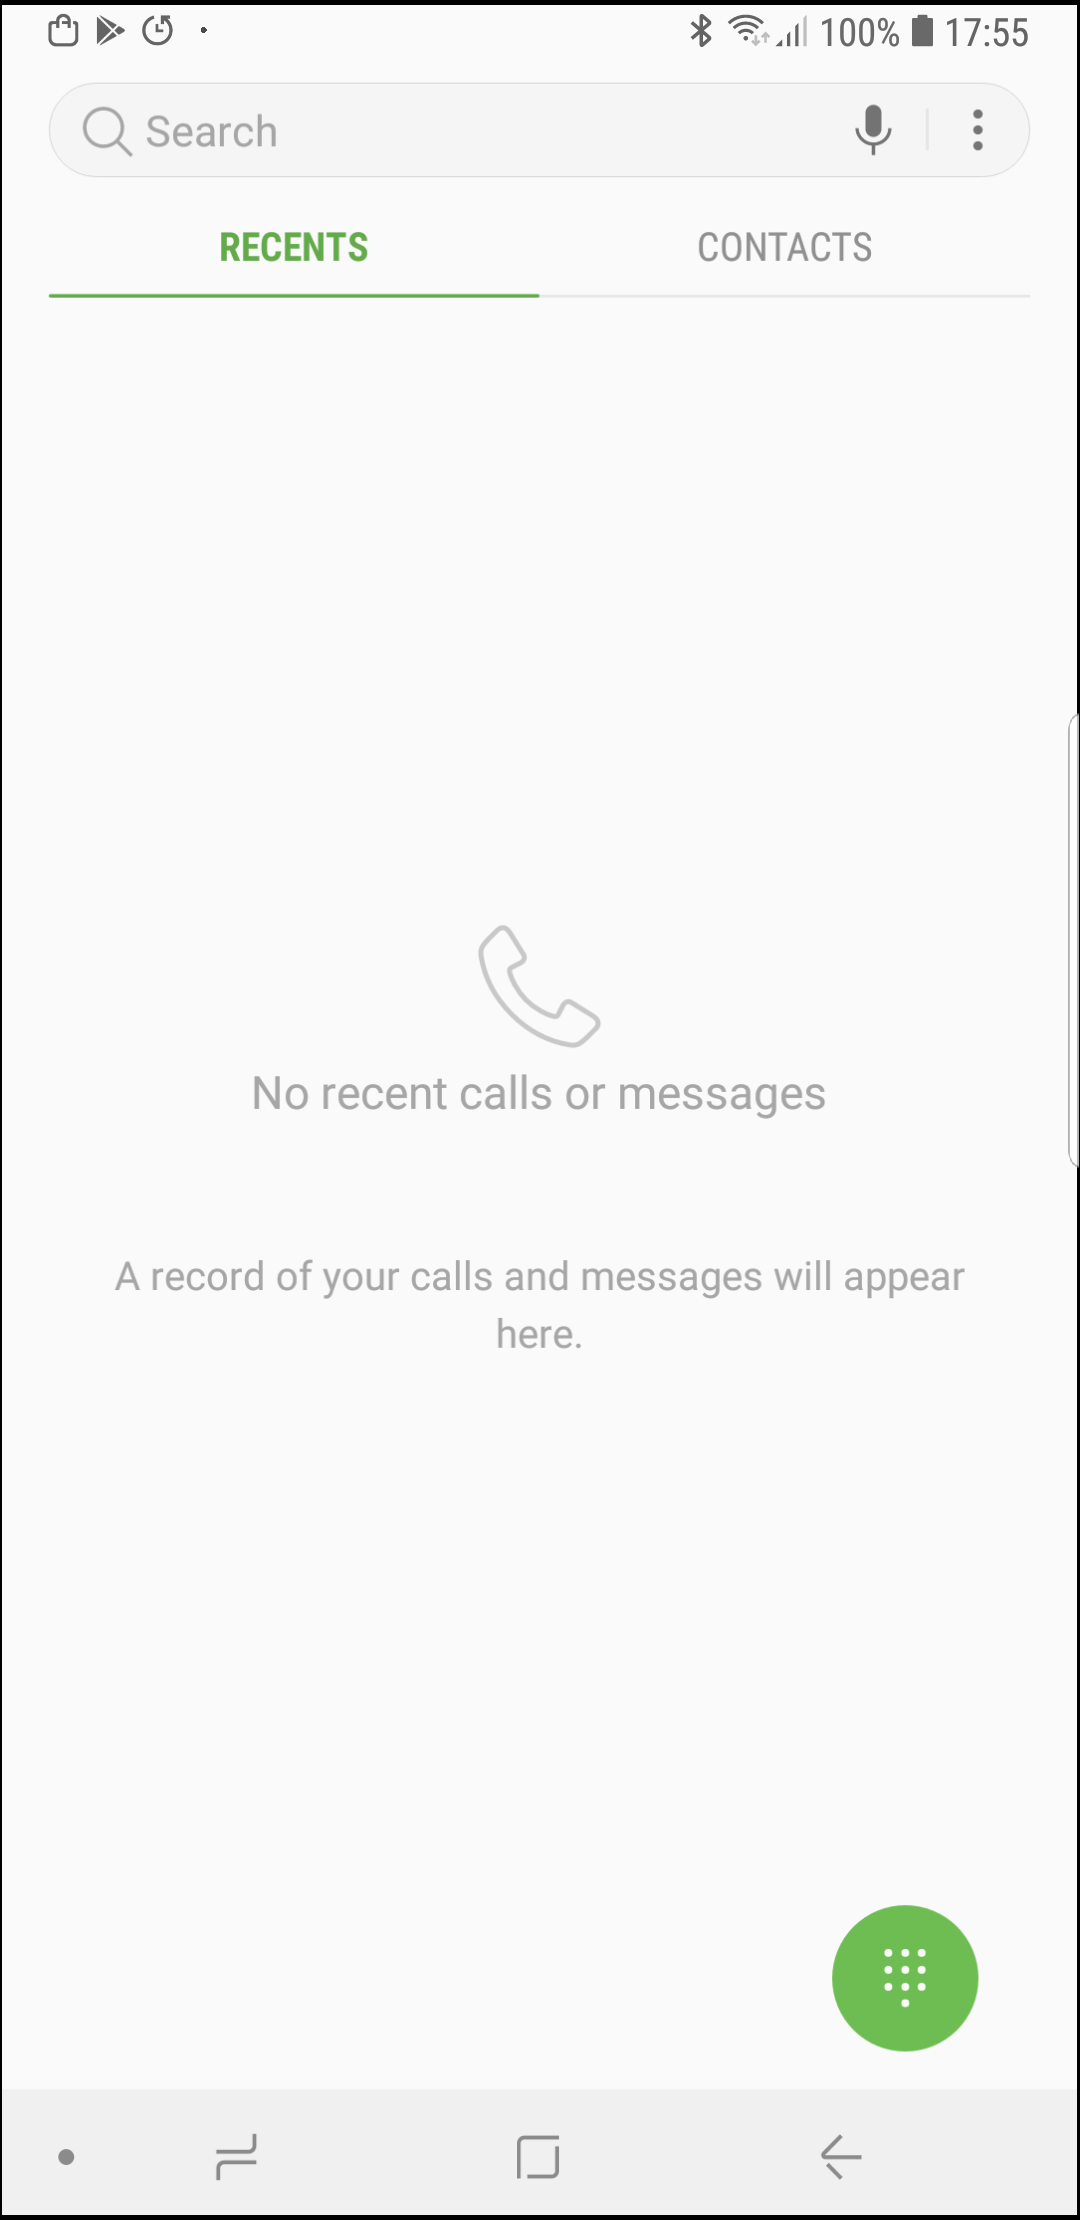 100% 17:55
Search
RECENTS CONTACTS
No recent calls or messages
A record of your calls and messages will appear
here.